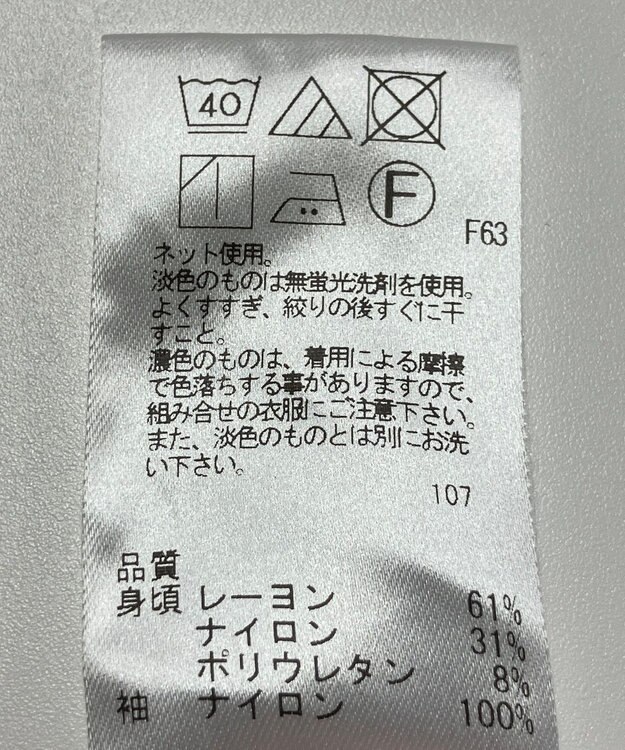 40
F
F63
ネット使用。
淡色のものは無蛍光洗剤を使用。
よくすすぎ、絞りの後すぐに干
すこと。
濃色のものは、着用による摩擦
で色落ちする事がありますので、
組み合せの衣服にご注意下さい。
また、淡色のものとは別にお洗
い下さい。
107
品質
身頃 レーヨン 61%
ナイロン 31%
ポリウレタン 8%
袖 ナイロン 100%